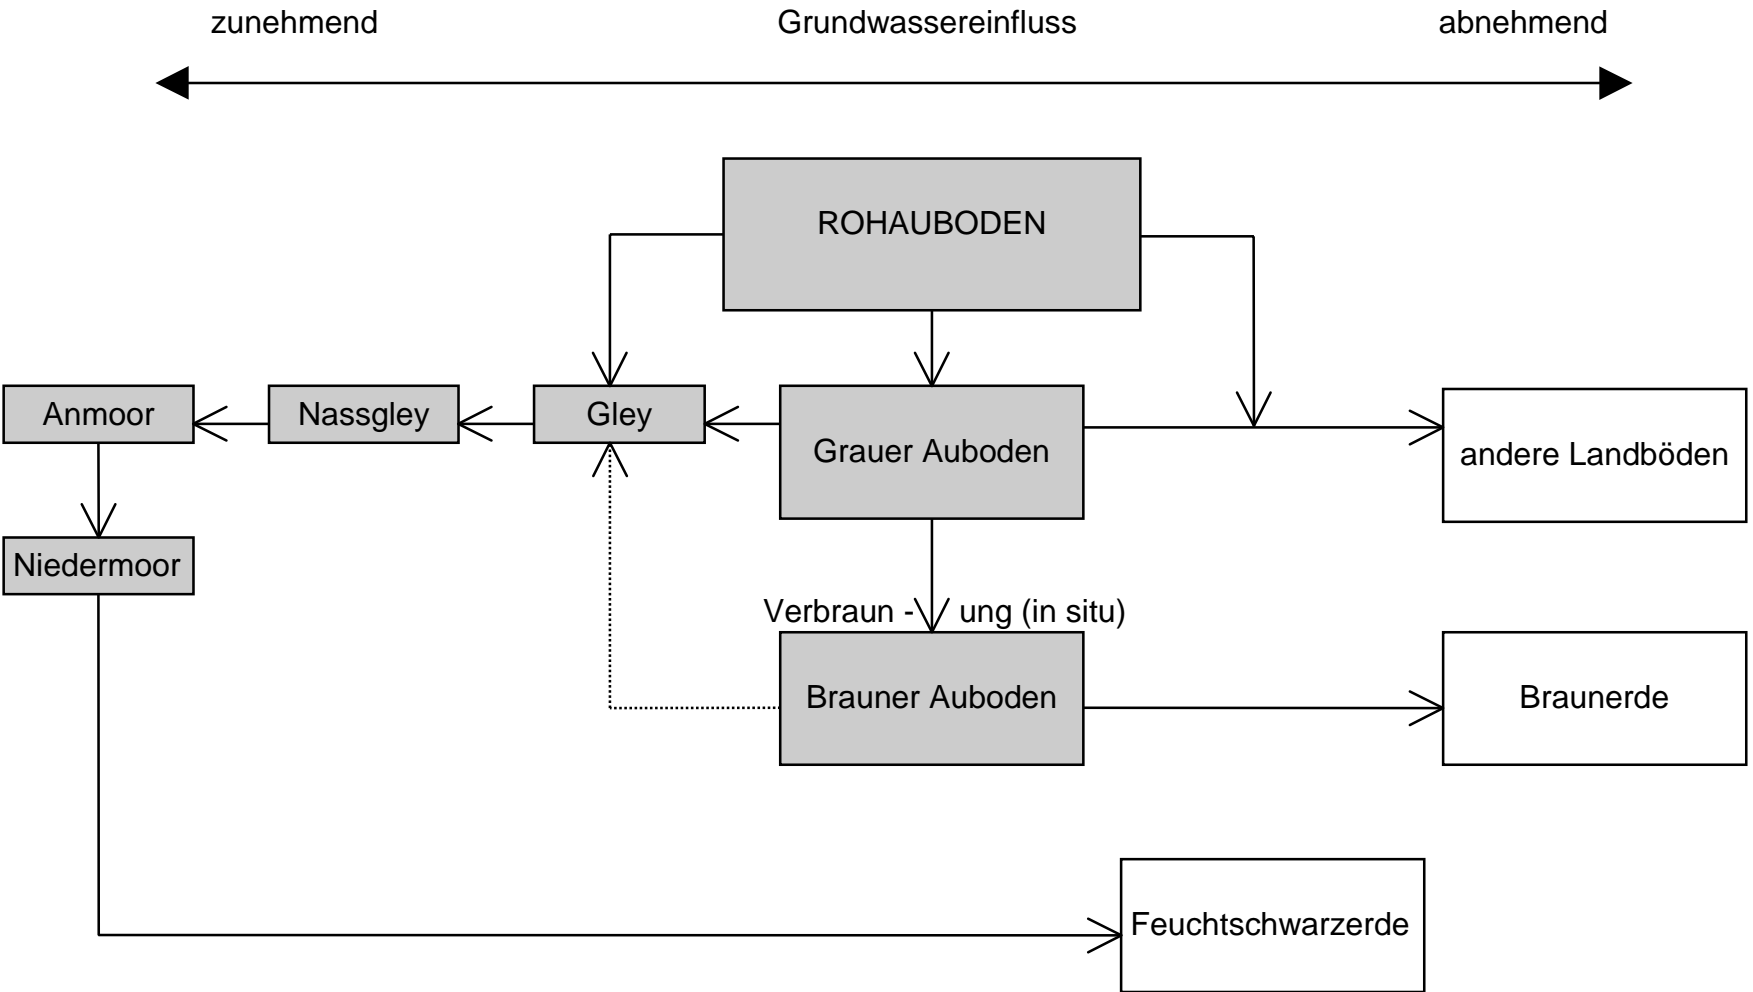 zunehmend Grundwassereinfluss abnehmend
ROHAUBODEN
Anmoor Nassgley Gley
Grauer Auboden andere Landböden
Niedermoor
Verbraun - ung (in situ)
Brauner Auboden Braunerde
Feuchtschwarzerde